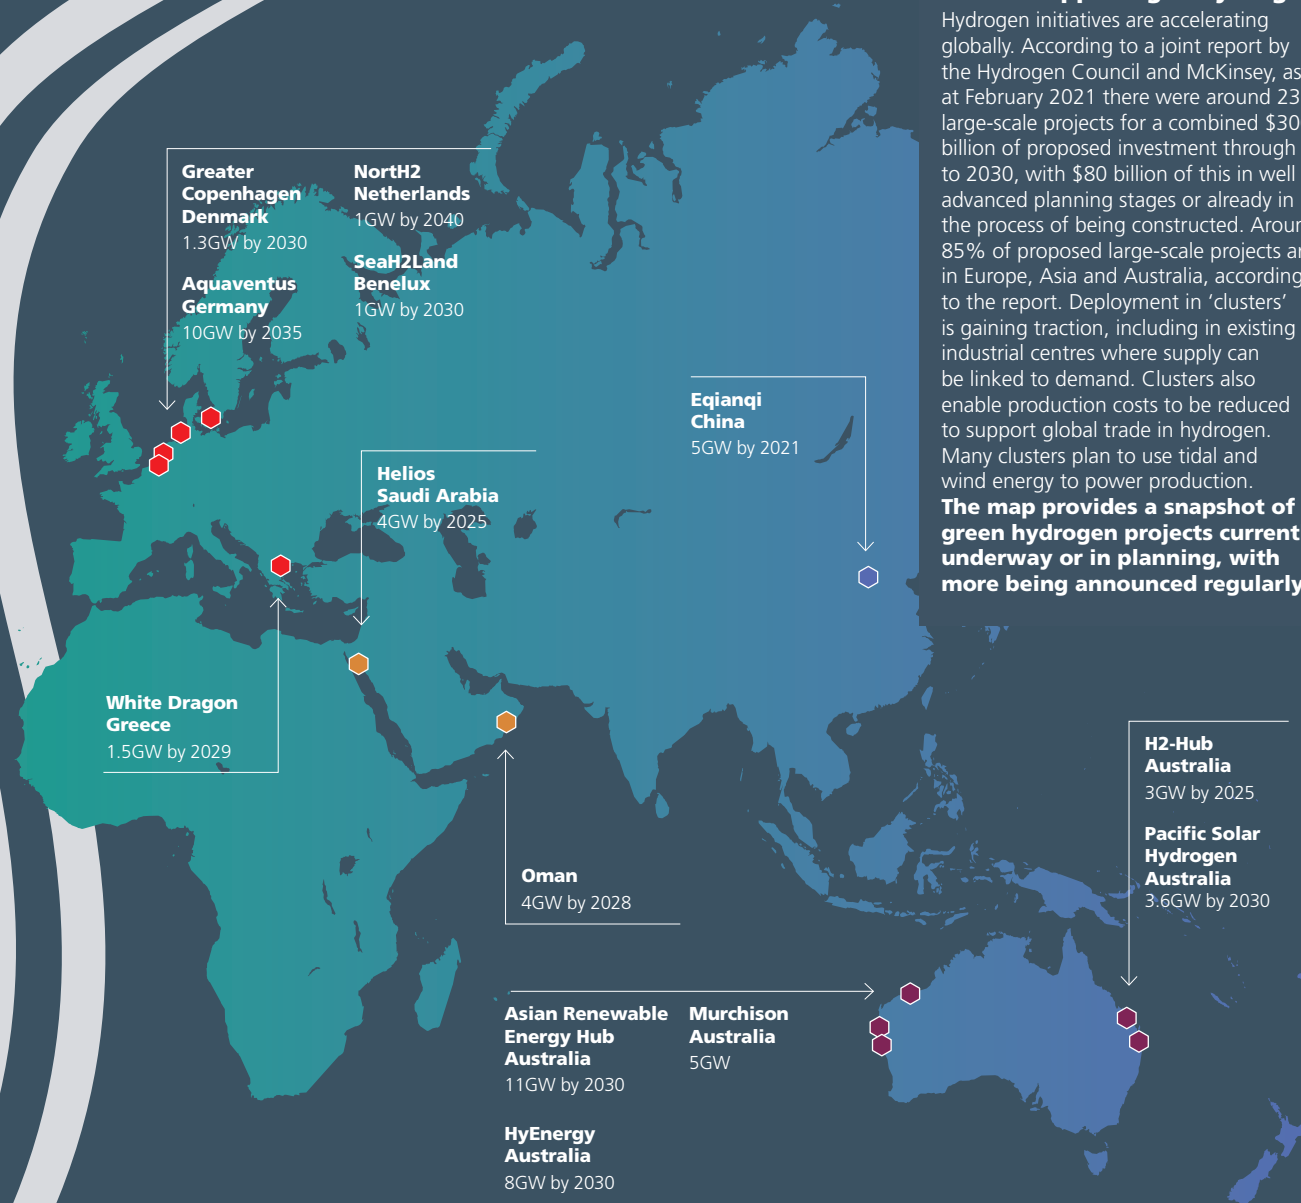 Hydrogen initiatives are accelerating
globally. According to a joint report by
the Hydrogen Council and McKinsey, as
at February 2021 there were around
large-scale projects for a combined
billion of proposed investment through
to 2030, with $80 billion of this in well
advanced planning stages or already in
the process of being constructed.
85% of proposed large-scale projects
in Europe, Asia and Australia, according
to the report. Deployment in ‘clusters’
is gaining traction, including in existing
industrial centres where supply can
be linked to demand. Clusters also
enable production costs to be reduced
to support global trade in hydrogen.
Many clusters plan to use tidal and
wind energy to power production.
The map provides a snapshot of
green hydrogen projects
underway or in planning, with
more being announced regularly
Greater
Copenhagen
Denmark
1.3GW by 2030
Aquaventus
Germany
10GW by 2035
NortH2
Netherlands
1GW by 2040
SeaH2Land
Benelux
1GW by 2030
Eqianqi
China
5GW by 2021
Helios
Saudi Arabia
4GW by 2025
White Dragon
Greece
1.5GW by 2029
Oman
4GW by 2028
H2-Hub
Australia
3GW by 2025
Pacific Solar
Hydrogen
Australia
3.6GW by 2030
Asian Renewable
Energy Hub
Australia
11GW by 2030
HyEnergy
Australia
8GW by 2030
Murchison
Australia
5GW